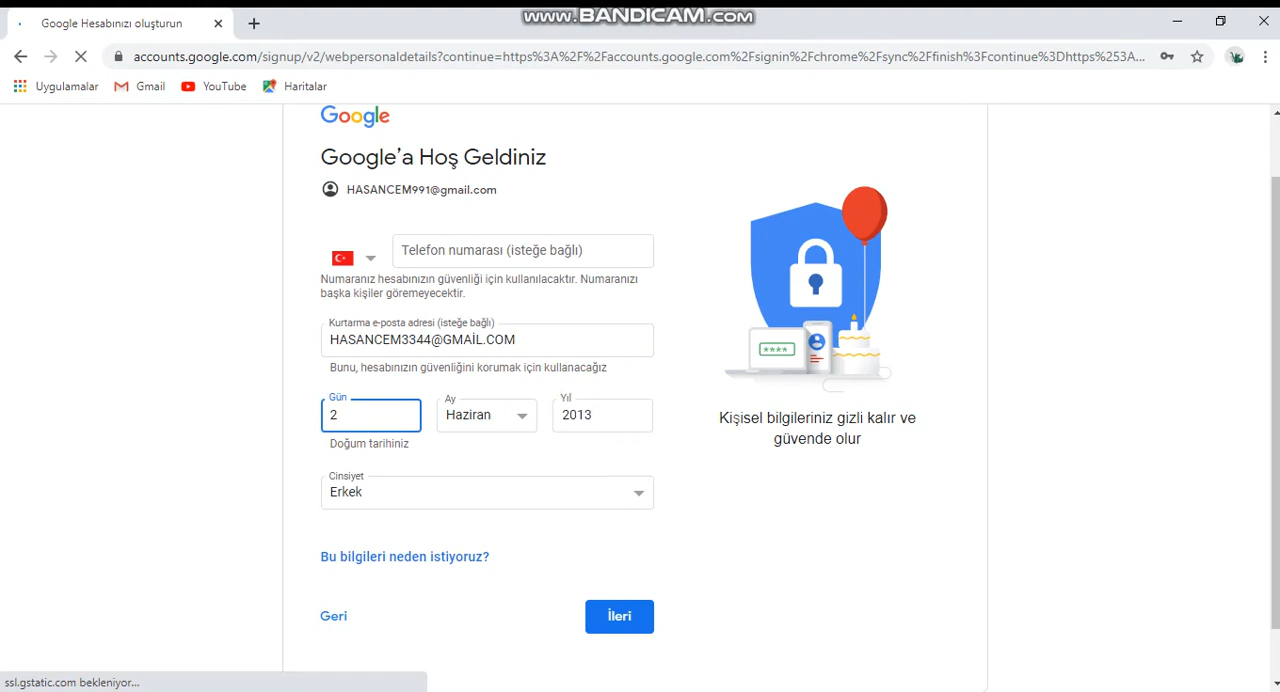 www.BANDICAM.com
Google Hesabınızı oluşturun
accounts.google.com/signup/v2/webpersonaldetails?continue=https%3A%2F%2Faccounts.google.com%2Fsignin%2Fchrome%2Fsync%2Ffinish%3Fcontinue%3Dhttps%253A...
Uygulamalar Gmail YouTube Haritalar
Google
Google'a Hoş Geldiniz
HASANCEM991@gmail.com
Telefon numarası (isteğe bağlı)
Numaranız hesabınızın güvenliği için kullanılacaktır. Numaranızı
başka kişiler göremeyecektir.
Kurtarma e-posta adresi (isteğe bağlı)
HASANCEM3344@GMAİL.COM
Bunu, hesabınızın güvenliğini korumak için kullanacağız
Gün Ay Yıl
2 Haziran 2013
Doğum tarihiniz
Cinsiyet
Erkek
Bu bilgileri neden istiyoruz?
Geri İleri
****
Kişisel bilgileriniz gizli kalır ve
güvende olur
ssl.gstatic.com bekleniyor...